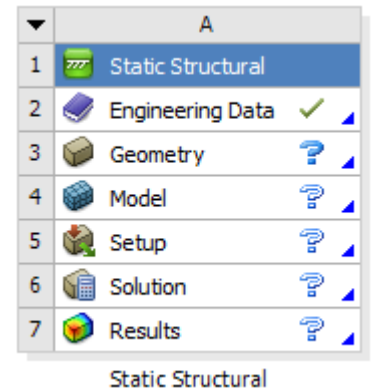 A
1 Static Structural
2 Engineering Data
3 Geometry ?
4 Model ?
5 Setup ?
6 Solution ?
7 Results ?
Static Structural